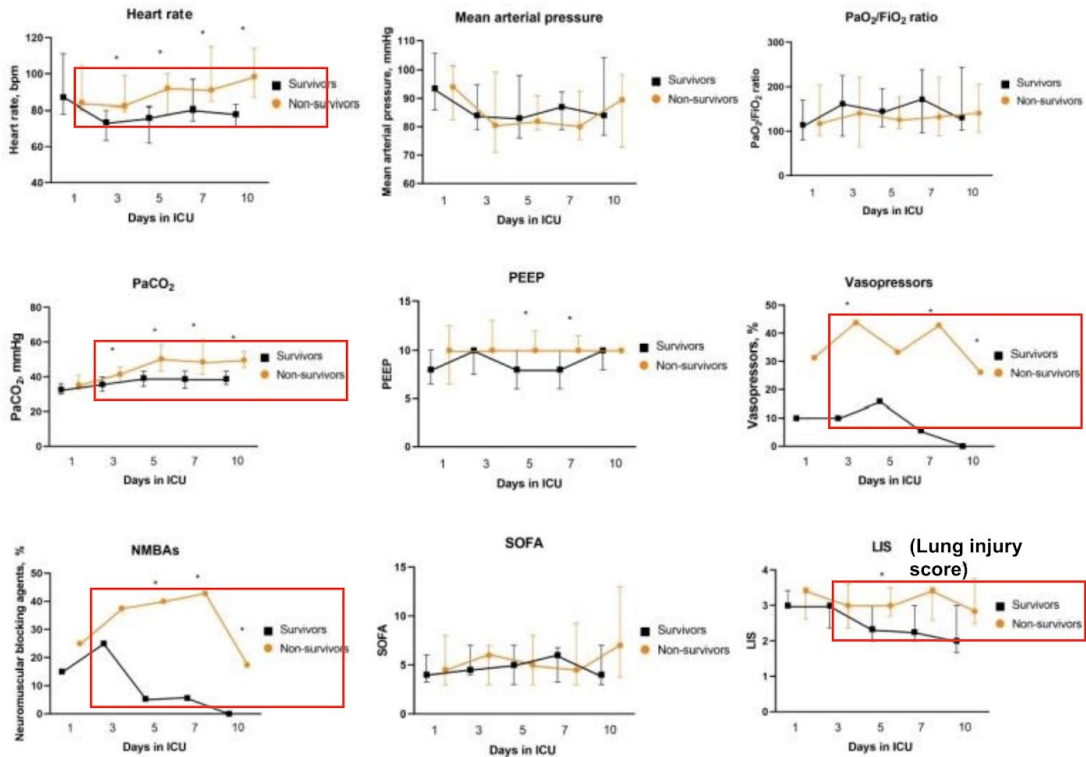 Heart rate
Heart rate, bpm
120
100
80
60
40
* * * *
1 3 5 7 10
Days in ICU
Survivors
Non-survivors
Mean arterial pressure
Mean arterial pressure, mmHg
110
100
90
80
70
60
1 3 5 7 10
Days in ICU
Survivors
Non-survivors
PaO2/FiO2 ratio
PaO2/FiO2 ratio
300
200
100
0
1 3 5 7 10
Days in ICU
Survivors
Non-survivors
PaCO2
PaCO2, mmHg
80
60
40
20
0
* * * *
1 3 5 7 10
Days in ICU
Survivors
Non-survivors
PEEP
PEEP
15
10
5
0
* *
1 3 5 7 10
Days in ICU
Survivors
Non-survivors
Vasopressors
Vasopressors, %
50
40
30
20
10
0
* * *
1 3 5 7 10
Days in ICU
Survivors
Non-survivors
NMBAs
Neuromuscular blocking agents, %
50
40
30
20
10
0
* * *
1 3 5 7 10
Days in ICU
Survivors
Non-survivors
SOFA
SOFA
15
10
5
0
1 3 5 7 10
Days in ICU
Survivors
Non-survivors
LIS (Lung injury
score)
LIS
4
3
2
1
0
*
1 3 5 7 10
Days in ICU
Survivors
Non-survivors